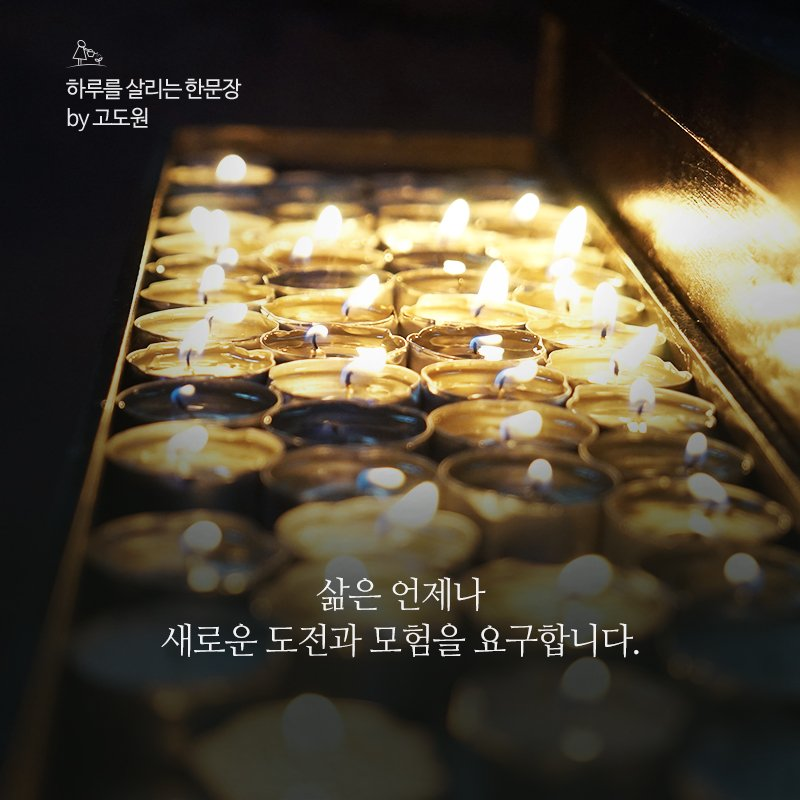 하루를 살리는 한문장
by 고도원
삶은 언제나
새로운 도전과 모험을 요구합니다.